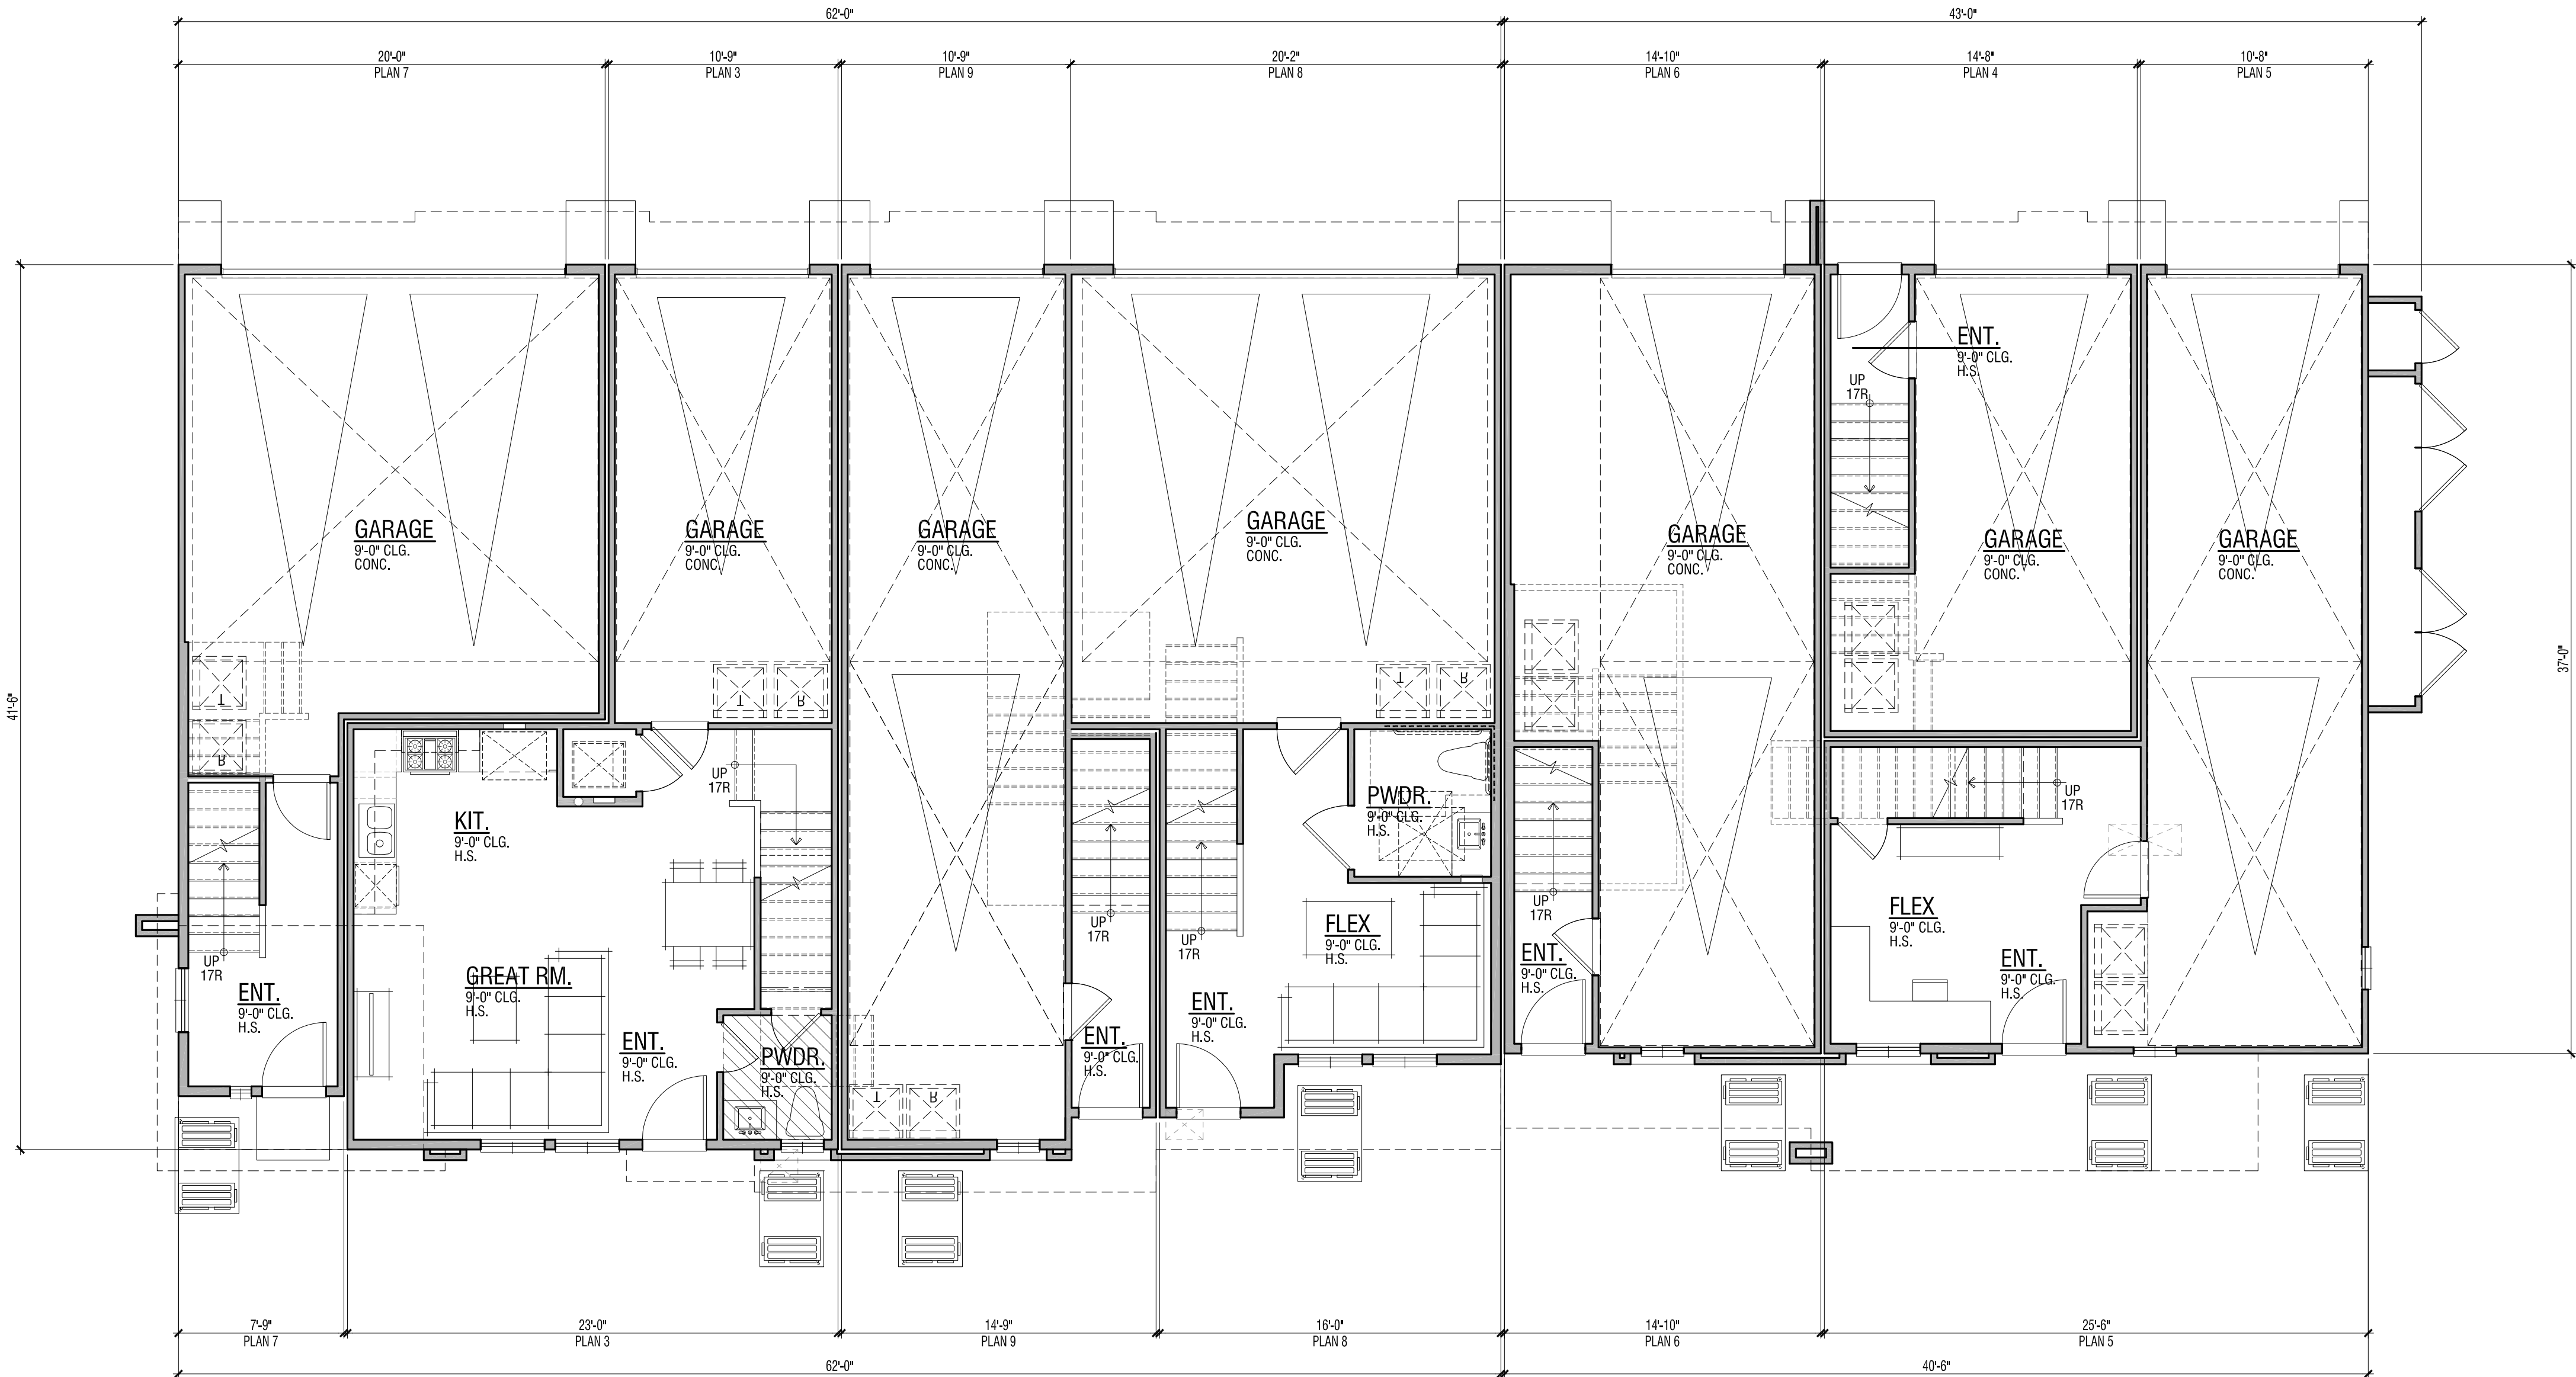 62'-0"
43'-0"
20'-0"
PLAN 7
10'-9"
PLAN 3
10'-9"
PLAN 9
20'-2"
PLAN 8
14'-10"
PLAN 6
14'-8"
PLAN 4
10'-8"
PLAN 5
ENT.
9'-0" CLG.
H.S.
UP
17R
GARAGE
9'-0" CLG.
CONC.
GARAGE
9'-0" CLG.
CONC.
GARAGE
9'-0" CLG.
CONC.
GARAGE
9'-0" CLG.
CONC.
GARAGE
9'-0" CLG.
CONC.
GARAGE
9'-0" CLG.
CONC.
GARAGE
9'-0" CLG.
CONC.
41'-6"
37'-0"
T
R
T
R
T
R
UP
17R
KIT.
9'-0" CLG.
H.S.
PWDR.
9'-0" CLG.
H.S.
UP
17R
FLEX
9'-0" CLG.
H.S.
FLEX
9'-0" CLG.
H.S.
UP
17R
UP
17R
UP
17R
UP
17R
GREAT RM.
9'-0" CLG.
H.S.
ENT.
9'-0" CLG.
H.S.
ENT.
9'-0" CLG.
H.S.
PWDR.
9'-0" CLG.
H.S.
ENT.
9'-0" CLG.
H.S.
ENT.
9'-0" CLG.
H.S.
ENT.
9'-0" CLG.
H.S.
ENT.
9'-0" CLG.
H.S.
T
R
7'-9"
PLAN 7
23'-0"
PLAN 3
14'-9"
PLAN 9
16'-0"
PLAN 8
14'-10"
PLAN 6
25'-6"
PLAN 5
62'-0"
40'-6"